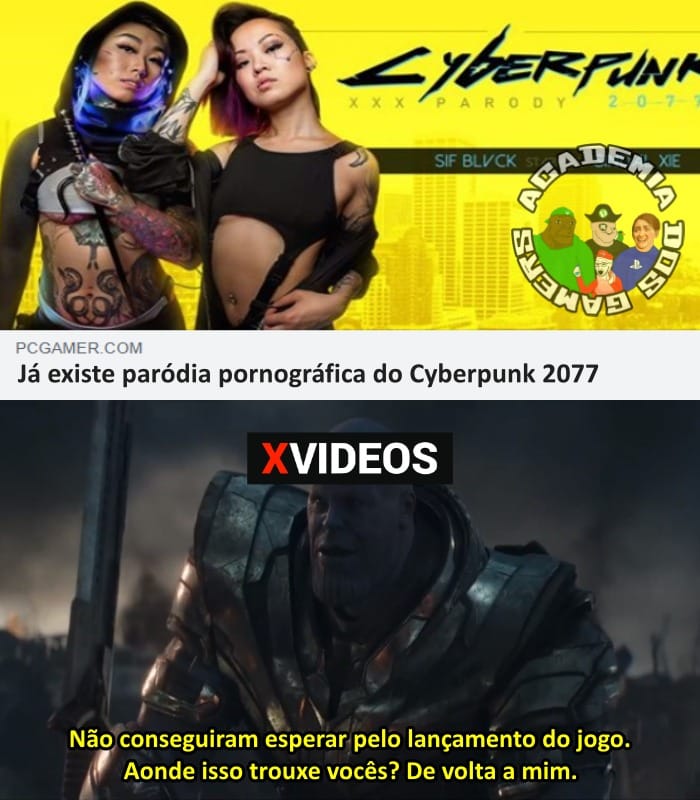 CYBERPUNK
XXX PARODY 2077
SIF BLVCK XIE
ACADEMIA DOS GAMERS
PCGAMER.COM
Já existe paródia pornográfica do Cyberpunk 2077
XVIDEOS
Não conseguiram esperar pelo lançamento do jogo.
Aonde isso trouxe vocês? De volta a mim.